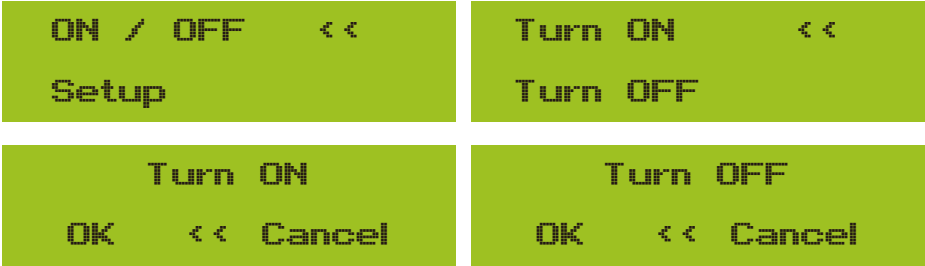 ON / OFF <<
Setup
Turn ON <<
Turn OFF
Turn ON
OK << Cancel
Turn OFF
OK << Cancel